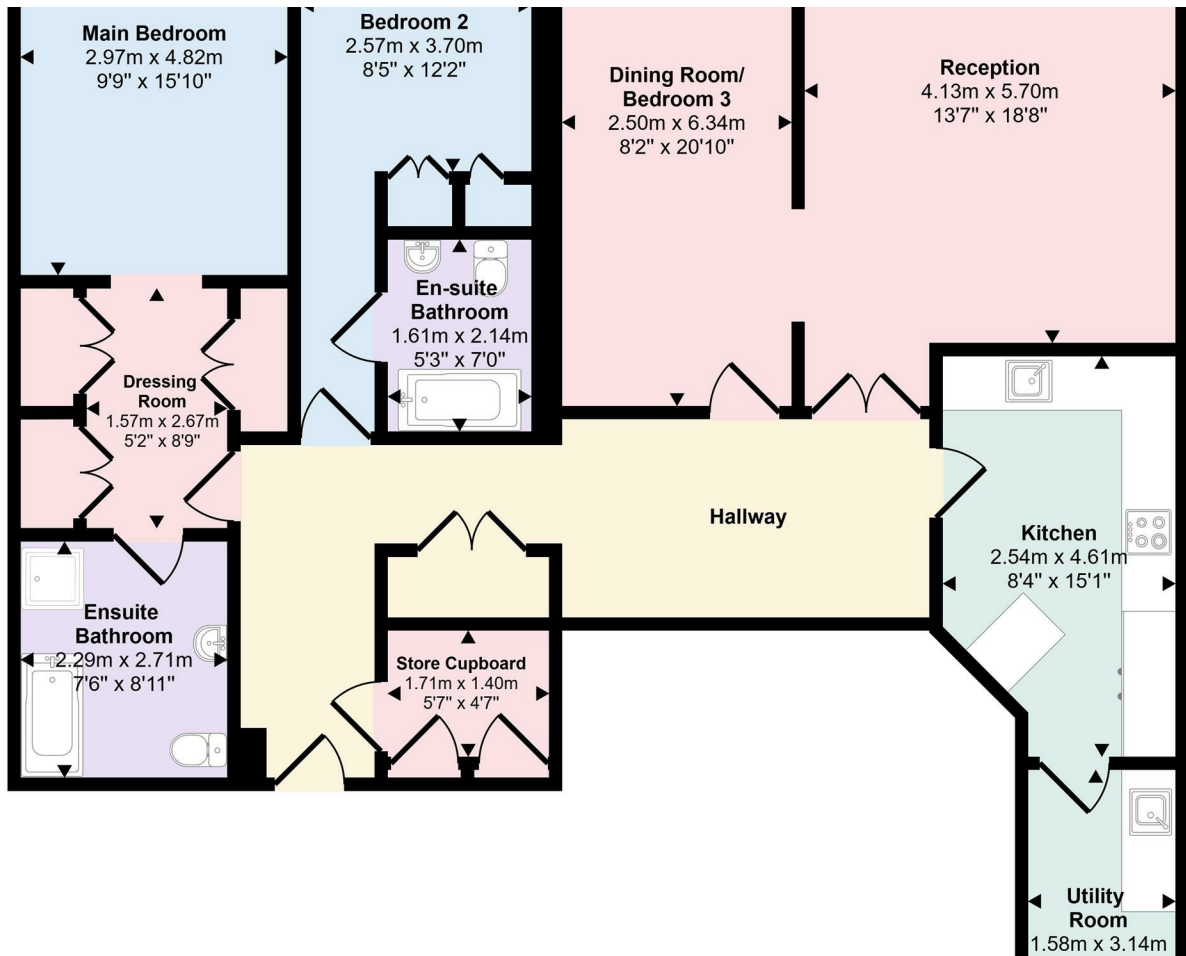 Main Bedroom
2.97m x 4.82m
9'9" x 15'10"
Bedroom 2
2.57m x 3.70m
8'5" x 12'2"
Dining Room/
Bedroom 3
2.50m x 6.34m
8'2" x 20'10"
Reception
4.13m x 5.70m
13'7" x 18'8"
En-suite
Bathroom
1.61m x 2.14m
5'3" x 7'0"
Dressing
Room
1.57m x 2.67m
5'2" x 8'9"
Hallway
Kitchen
2.54m x 4.61m
8'4" x 15'1"
Ensuite
Bathroom
2.29m x 2.71m
7'6" x 8'11"
Store Cupboard
1.71m x 1.40m
5'7" x 4'7"
Utility
Room
1.58m x 3.14m